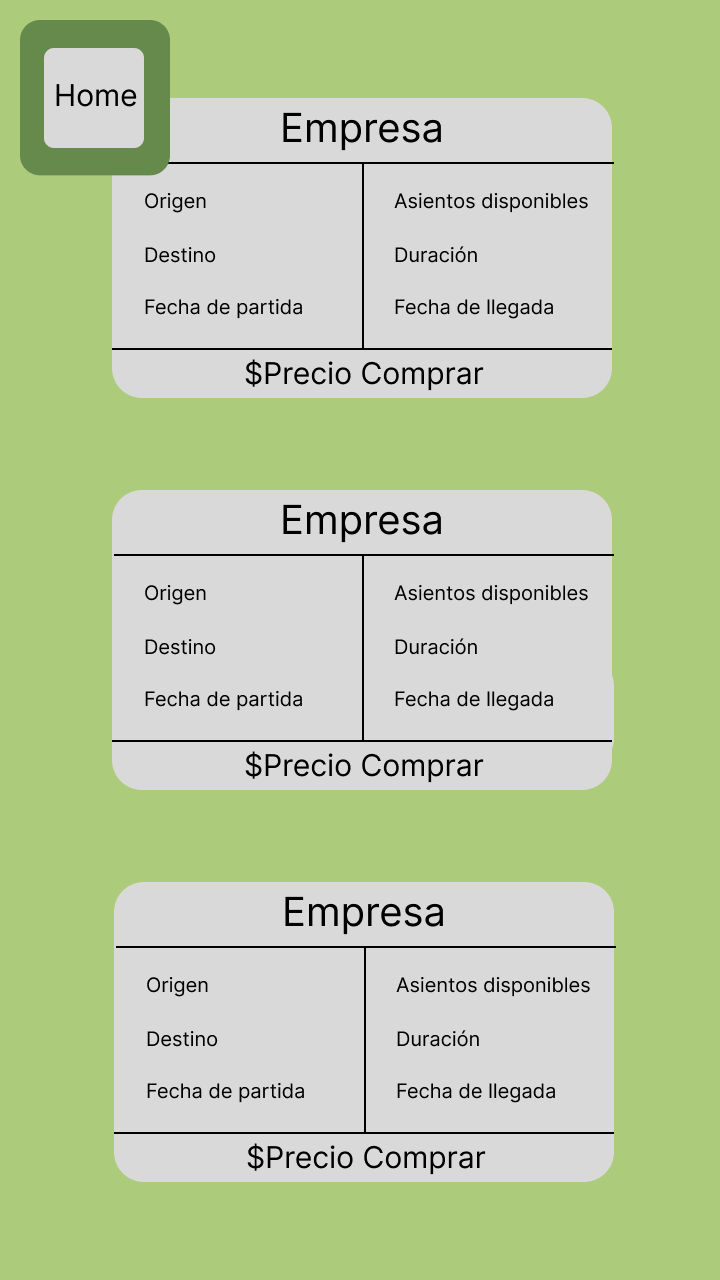 Home
Empresa
Origen
Asientos disponibles
Destino
Duración
Fecha de partida
Fecha de llegada
$Precio Comprar
Empresa
Origen
Asientos disponibles
Destino
Duración
Fecha de partida
Fecha de llegada
$Precio Comprar
Empresa
Origen
Asientos disponibles
Destino
Duración
Fecha de partida
Fecha de llegada
$Precio Comprar